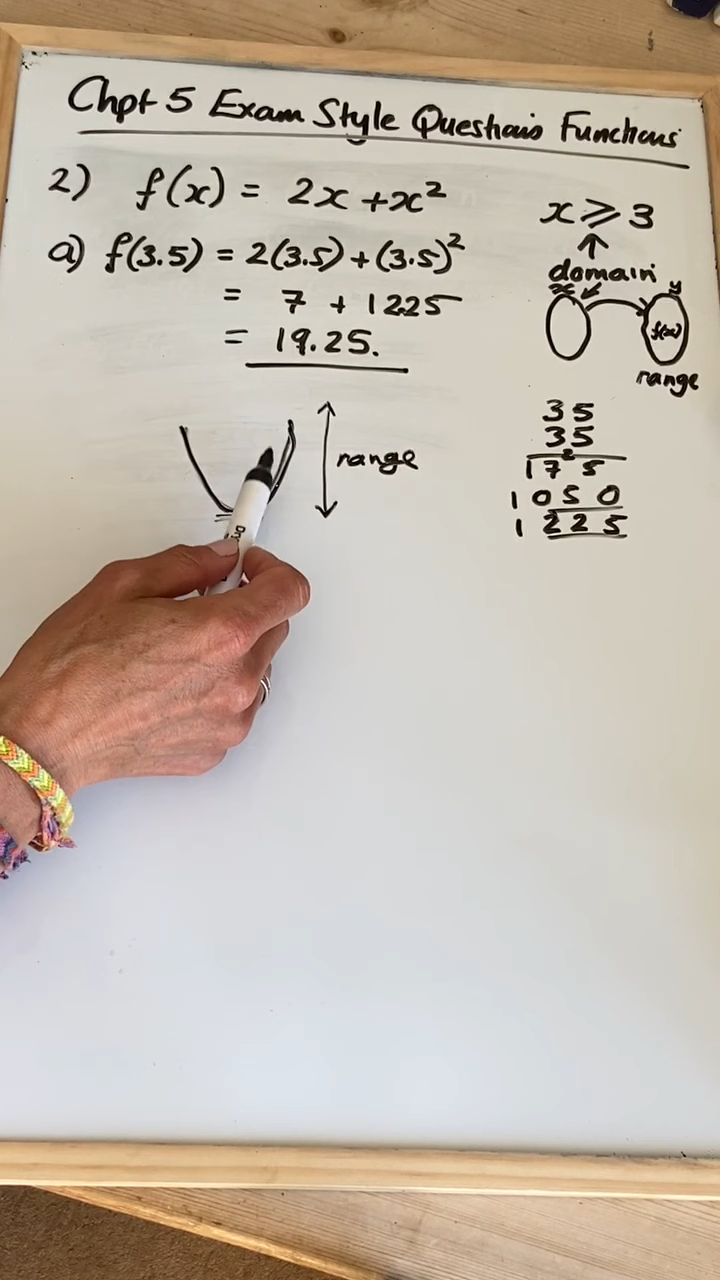 Chpt 5 Exam Style Questions Functions
2) f(x) = 2x + x² x ≥ 3
domain
a) f(3.5) = 2(3.5) + (3.5)²
= 7 + 12.25
= 19.25.
x y
f(x)
range
range
35
35
17²5
1050
1225